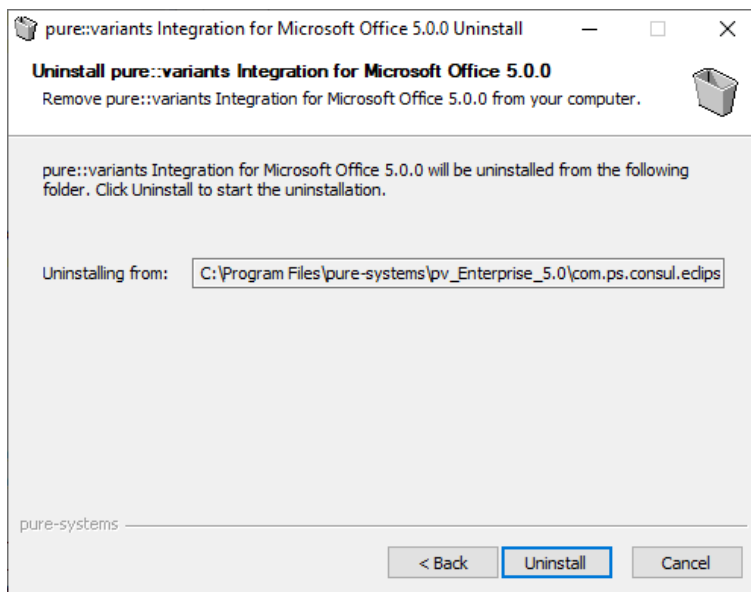 pure::variants Integration for Microsoft Office 5.0.0 Uninstall
Uninstall pure::variants Integration for Microsoft Office 5.0.0
Remove pure::variants Integration for Microsoft Office 5.0.0 from your computer.
pure::variants Integration for Microsoft Office 5.0.0 will be uninstalled from the following
folder. Click Uninstall to start the uninstallation.
Uninstalling from: C:\Program Files\pure-systems\pv_Enterprise_5.0\com.ps.consul.eclips
pure-systems
< Back Uninstall Cancel